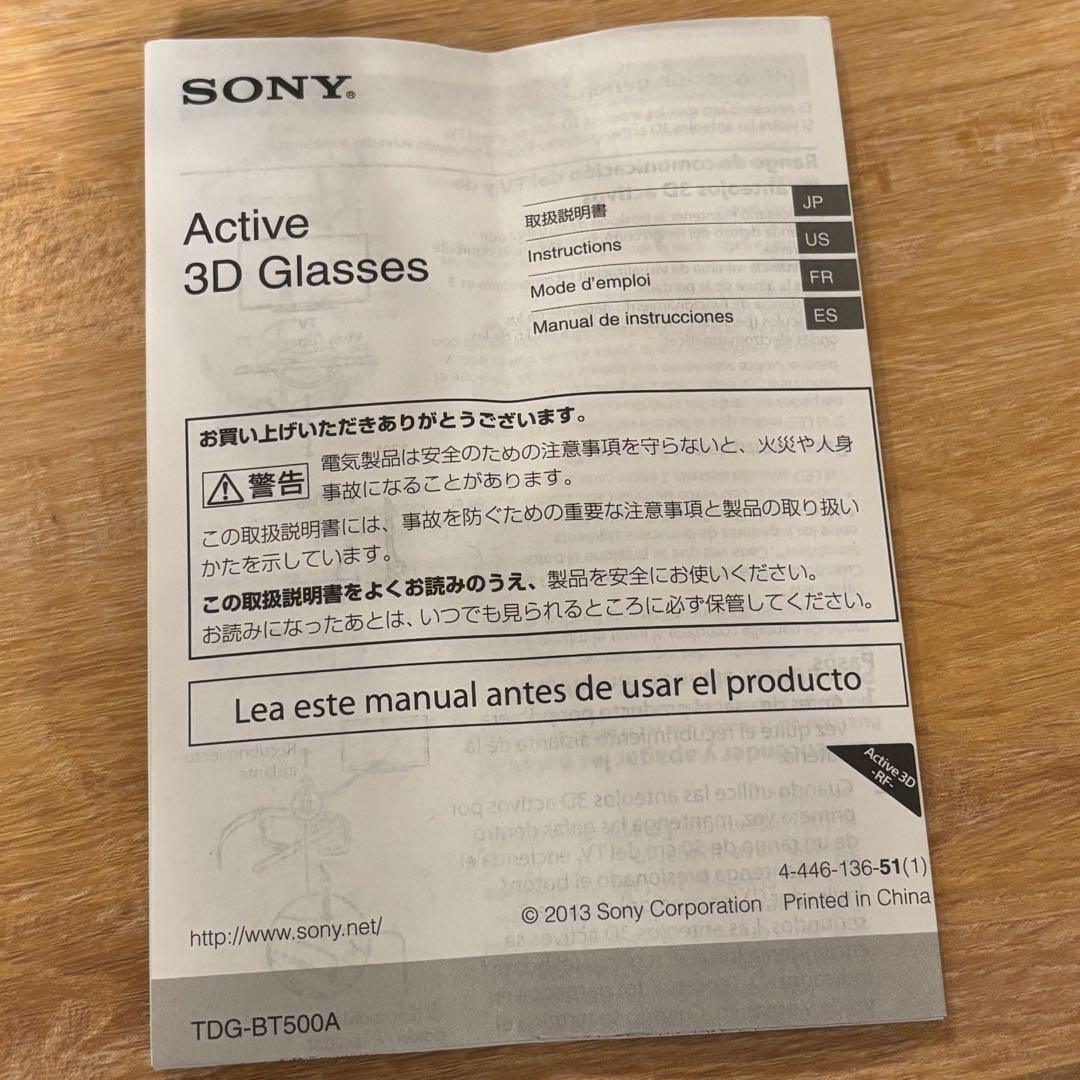 SONY®
Active
3D Glasses
取扱説明書 JP
Instructions US
Mode d'emploi FR
Manual de instrucciones ES
お買い上げいただきありがとうございます。
警告 電気製品は安全のための注意事項を守らないと、火災や人身
事故になることがあります。
この取扱説明書には、事故を防ぐための重要な注意事項と製品の取り扱い
かたを示しています。
この取扱説明書をよくお読みのうえ、製品を安全にお使いください。
お読みになったあとは、いつでも見られるところに必ず保管してください。
Lea este manual antes de usar el producto
Active 3D
-RF-
4-446-136-51(1)
© 2013 Sony Corporation Printed in China
http://www.sony.net/
TDG-BT500A